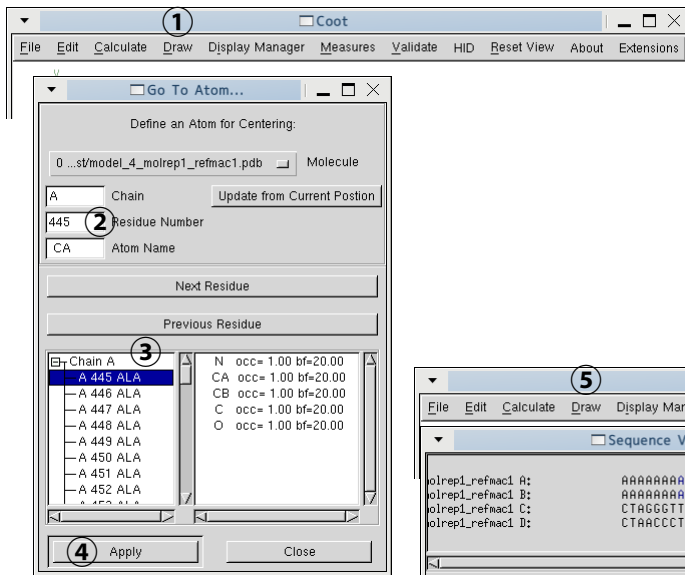 ①
Coot
File Edit Calculate Draw Display Manager Measures Validate HID Reset View About Extensions
Go To Atom...
Define an Atom for Centering:
0 ...st/model_4_molrep1_refmac1.pdb Molecule
A Chain Update from Current Postion
445 ② Residue Number
CA Atom Name
Next Residue
Previous Residue
③
Chain A
A 445 ALA
A 446 ALA
A 447 ALA
A 448 ALA
A 449 ALA
A 450 ALA
A 451 ALA
A 452 ALA
N occ= 1.00 bf=20.00
CA occ= 1.00 bf=20.00
CB occ= 1.00 bf=20.00
C occ= 1.00 bf=20.00
O occ= 1.00 bf=20.00
④ Apply Close
⑤
File Edit Calculate Draw Display Mar
Sequence V
olrep1_refmac1 A: AAAAAAAA
olrep1_refmac1 B: AAAAAAAA
olrep1_refmac1 C: CTAGGGTT
olrep1_refmac1 D: CTAACCCT